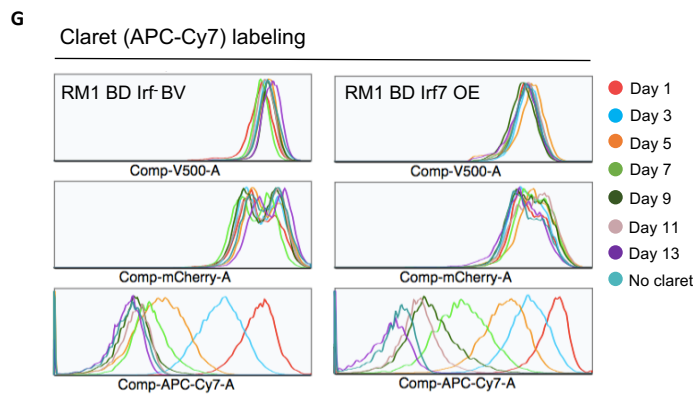 G
Claret (APC-Cy7) labeling
RM1 BD Irf- BV
RM1 BD Irf7 OE
Comp-V500-A
Comp-V500-A
Comp-mCherry-A
Comp-mCherry-A
Comp-APC-Cy7-A
Comp-APC-Cy7-A
Day 1
Day 3
Day 5
Day 7
Day 9
Day 11
Day 13
No claret